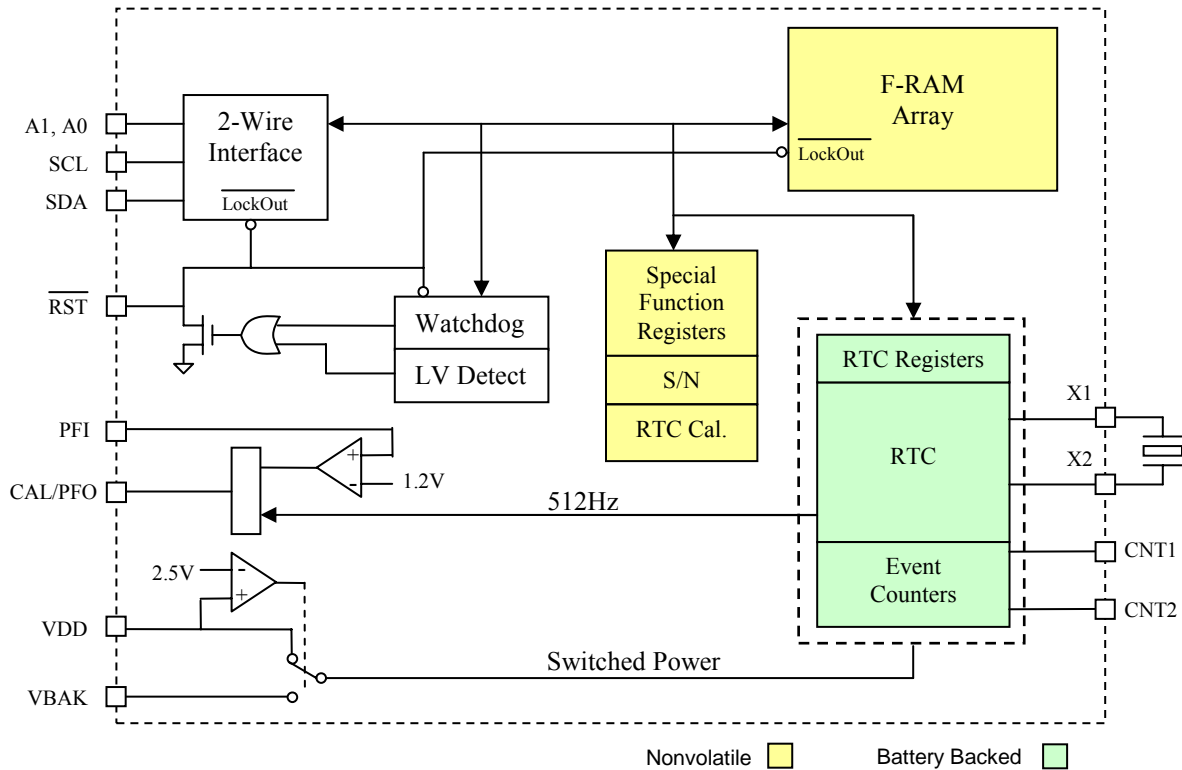 A1, A0
SCL
SDA
2-Wire
Interface
LockOut
F-RAM
Array
LockOut
RST
Watchdog
LV Detect
Special
Function
Registers
S/N
RTC Cal.
RTC Registers
RTC
Event
Counters
X1
X2
CNT1
CNT2
PFI
+
-
1.2V
CAL/PFO
512Hz
2.5V
-
+
VDD
VBAK
Switched Power
Nonvolatile
Battery Backed